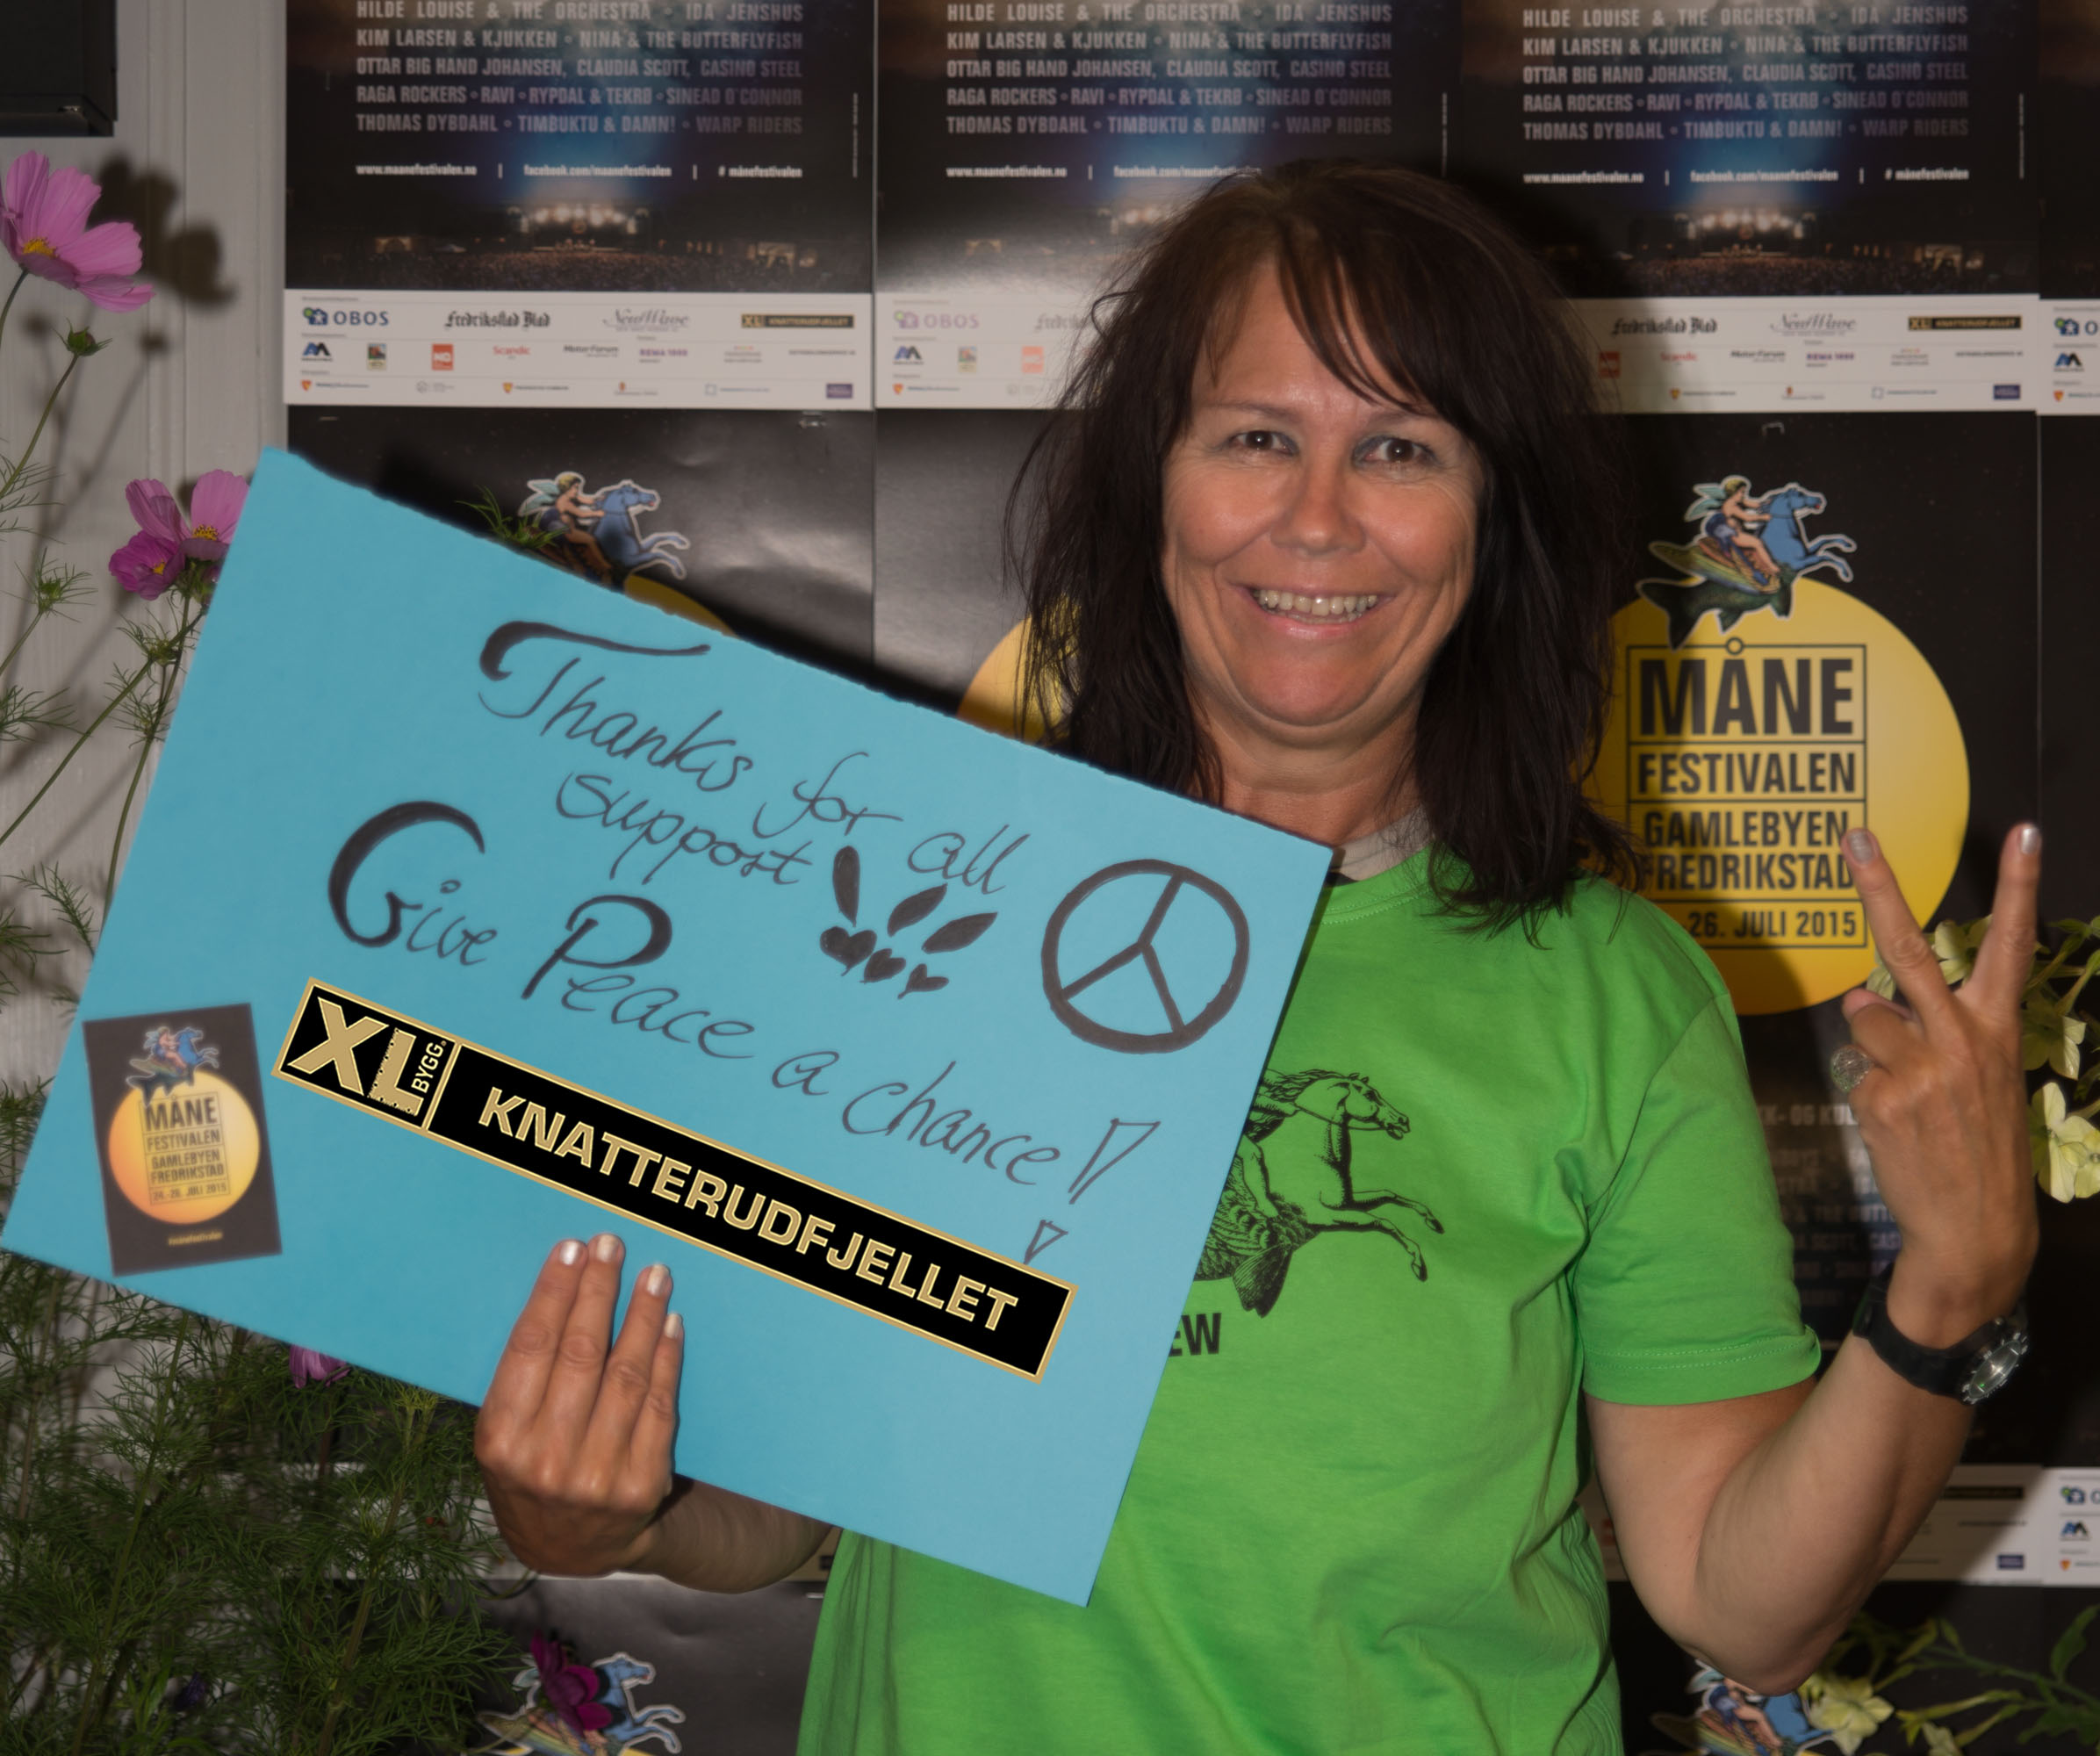 HILDE LOUISE & THE ORCHESTRA • IDA JENSHUS
KIM LARSEN & KJUKKEN • NINA & THE BUTTERFLYFISH
OTTAR BIG HAND JOHANSEN, CLAUDIA SCOTT, CASINO STEEL
RAGA ROCKERS • RAVI • RYPDAL & TEKRØ • SINEAD O'CONNOR
THOMAS DYBDAHL • TIMBUKTU & DAMN! • WARP RIDERS
www.maanefestivalen.no | facebook.com/maanefestivalen | # månefestivalen
HILDE LOUISE & THE ORCHESTRA • IDA JENSHUS
KIM LARSEN & KJUKKEN • NINA & THE BUTTERFLYFISH
OTTAR BIG HAND JOHANSEN, CLAUDIA SCOTT, CASINO STEEL
RAGA ROCKERS • RAVI • RYPDAL & TEKRØ • SINEAD O'CONNOR
THOMAS DYBDAHL • TIMBUKTU & DAMN! • WARP RIDERS
www.maanefestivalen.no | facebook.com/maanefestivalen
HILDE LOUISE & THE ORCHESTRA • IDA JENSHUS
KIM LARSEN & KJUKKEN • NINA & THE BUTTERFLYFISH
OTTAR BIG HAND JOHANSEN, CLAUDIA SCOTT, CASINO STEEL
RAGA ROCKERS • RAVI • RYPDAL & TEKRØ • SINEAD O'CONNOR
THOMAS DYBDAHL • TIMBUKTU & DAMN! • WARP RIDERS
www.maanefestivalen.no | facebook.com/maanefestivalen | # månefestivalen
OBOS Fredriksstad Blad NewWave XL KNATTERUDFJELLET
Scandic MotorForum REMA 1000
OBOS
Fredriksstad Blad NewWave XL KNATTERUDFJELLET
Scandic MotorForum REMA 1000
MÅNE
FESTIVALEN
GAMLEBYEN
FREDRIKSTAD
26. JULI 2015
Thanks for all
support
Give Peace a chance!
!
XL BYGG® KNATTERUDFJELLET
MÅNE
FESTIVALEN
GAMLEBYEN
FREDRIKSTAD
24.-26. JULI 2015
#månefestivalen
EW